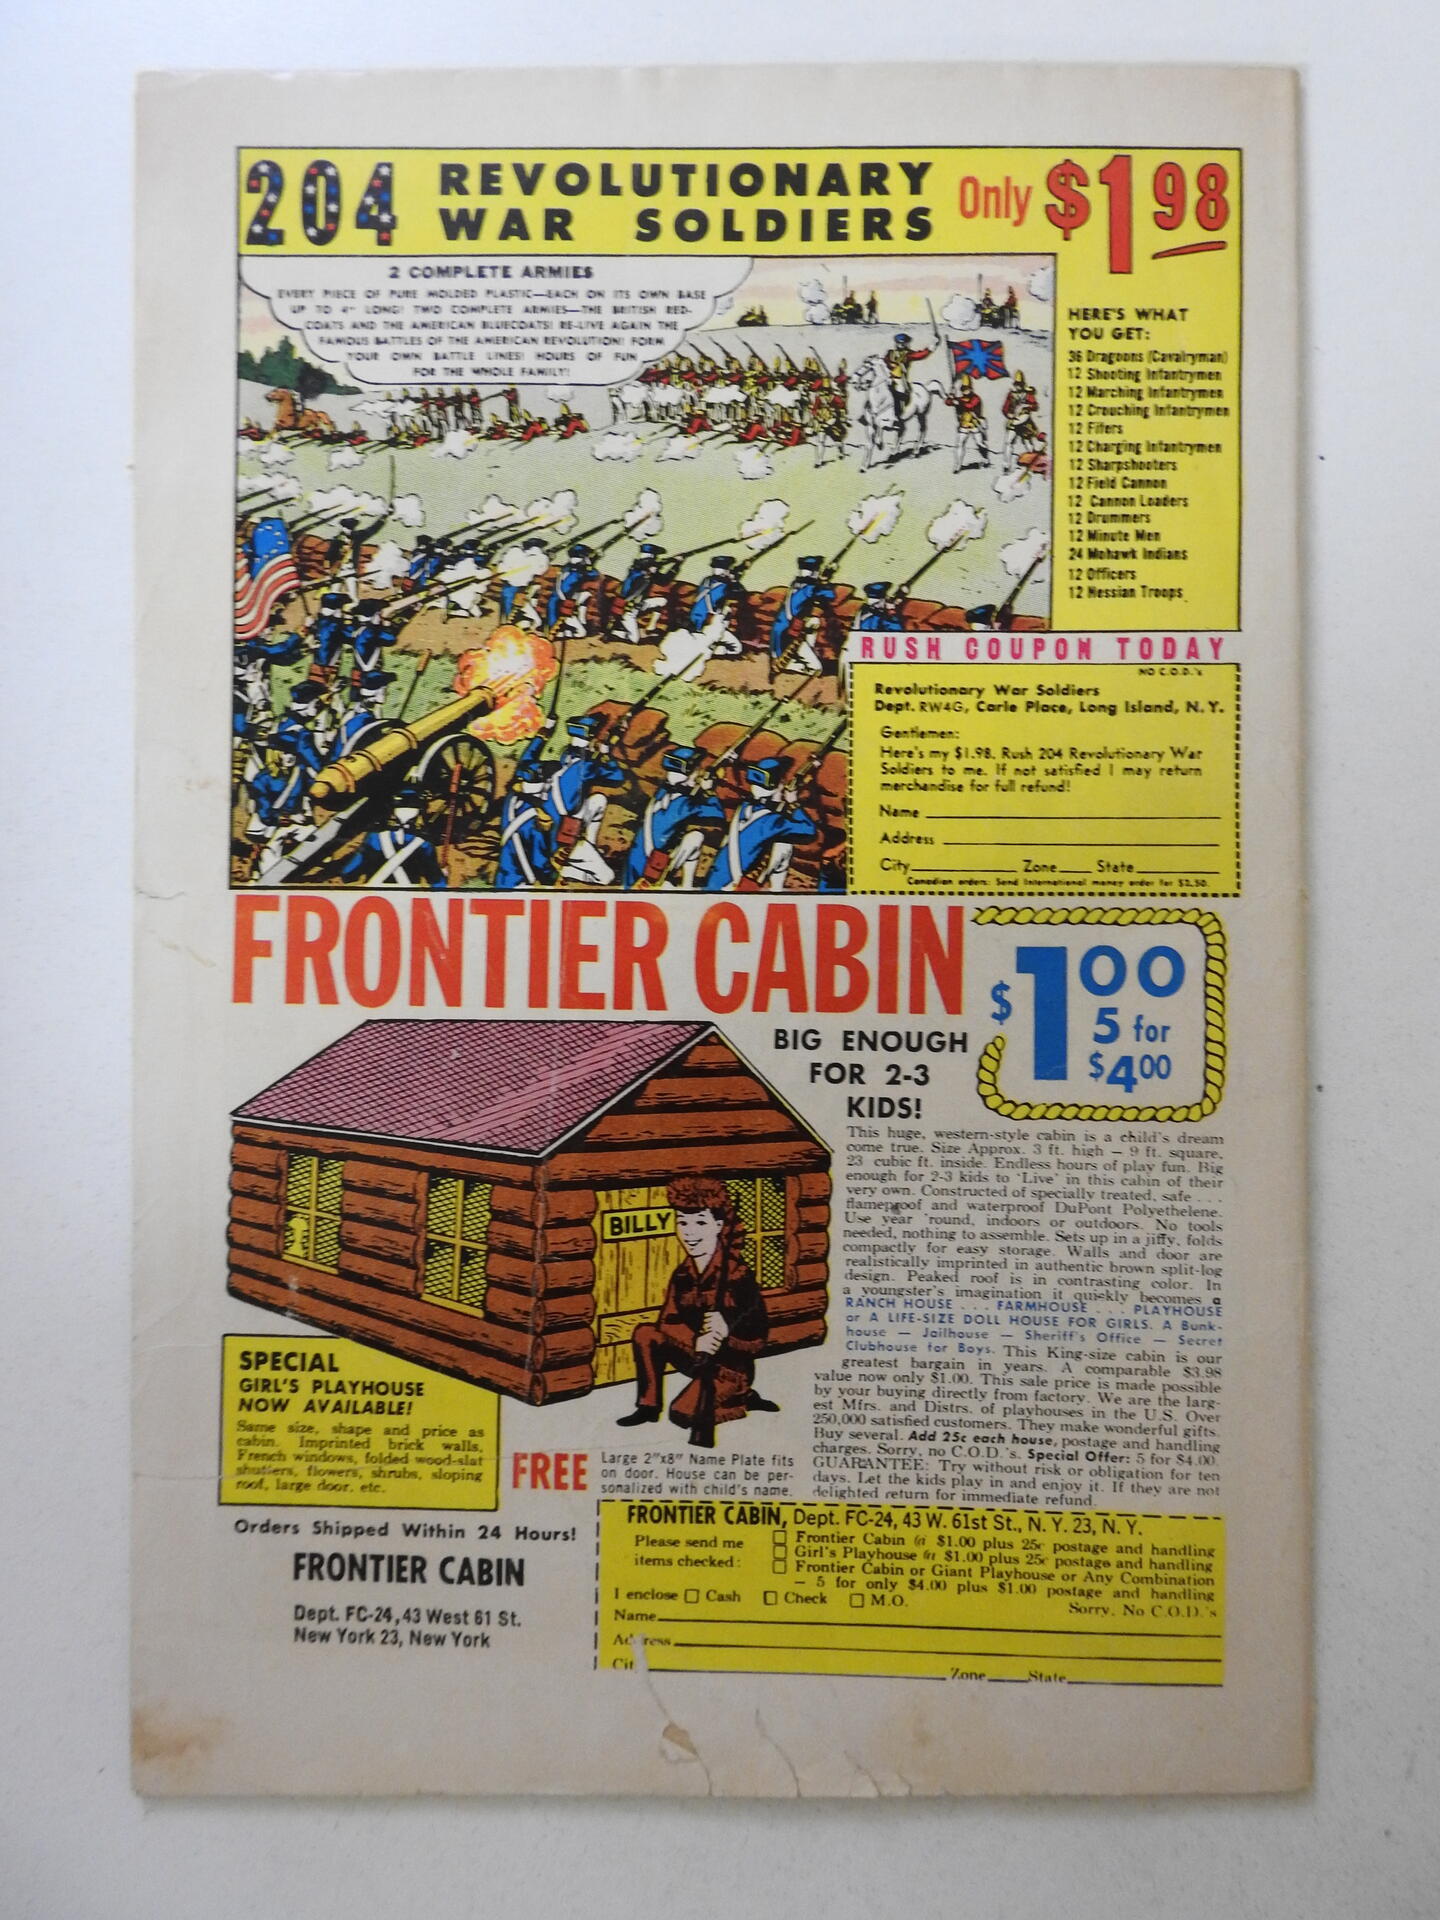 204 REVOLUTIONARY WAR SOLDIERS Only $1.98
2 COMPLETE ARMIES
EVERY PIECE OF PURE MOLDED PLASTIC—EACH ON ITS OWN BASE
UP TO 4" LONG! TWO COMPLETE ARMIES—THE BRITISH RED-
COATS AND THE AMERICAN BLUECOATS! RE-LIVE AGAIN THE
FAMOUS BATTLES OF THE AMERICAN REVOLUTION! FORM
YOUR OWN BATTLE LINES! HOURS OF FUN
FOR THE WHOLE FAMILY!
HERE'S WHAT
YOU GET:
36 Dragoons (Cavalryman)
12 Shooting Infantrymen
12 Marching Infantrymen
12 Crouching Infantrymen
12 Fifers
12 Charging Infantrymen
12 Sharpshooters
12 Field Cannon
12 Cannon Loaders
12 Drummers
12 Minute Men
24 Mohawk Indians
12 Officers
12 Hessian Troops
RUSH COUPON TODAY
NO C.O.D.'s
Revolutionary War Soldiers
Dept. RW4G, Carle Place, Long Island, N.Y.
Gentlemen:
Here's my $1.98. Rush 204 Revolutionary War
Soldiers to me. If not satisfied I may return
merchandise for full refund!
Name
Address
City Zone State
Canadian orders: Send International money order for $2.50.
FRONTIER CABIN
$1.00
5 for
$4.00
BIG ENOUGH
FOR 2-3
KIDS!
BILLY
This huge, western-style cabin is a child's dream
come true. Size Approx. 3 ft. high — 9 ft. square,
23 cubic ft. inside. Endless hours of play fun. Big
enough for 2-3 kids to 'Live' in this cabin of their
very own. Constructed of specially treated, safe . . .
flameproof and waterproof DuPont Polyethelene.
Use year 'round, indoors or outdoors. No tools
needed, nothing to assemble. Sets up in a jiffy, folds
compactly for easy storage. Walls and door are
realistically imprinted in authentic brown split-log
design. Peaked roof is in contrasting color. In
a youngster's imagination it quickly becomes a
RANCH HOUSE . . . FARMHOUSE . . . PLAYHOUSE
or A LIFE-SIZE DOLL HOUSE FOR GIRLS. A Bunk-
house — Jailhouse — Sheriff's Office — Secret
Clubhouse for Boys. This King-size cabin is our
greatest bargain in years. A comparable $3.98
value now only $1.00. This sale price is made possible
by your buying directly from factory. We are the larg-
est Mfrs. and Distrs. of playhouses in the U.S. Over
250,000 satisfied customers. They make wonderful gifts.
Buy several. Add 25c each house, postage and handling
charges. Sorry, no C.O.D.'s. Special Offer: 5 for $4.00.
GUARANTEE: Try without risk or obligation for ten
days. Let the kids play in and enjoy it. If they are not
delighted return for immediate refund.
SPECIAL
GIRL'S PLAYHOUSE
NOW AVAILABLE!
Same size, shape and price as
cabin. Imprinted brick walls,
French windows, folded wood-slat
shutters, flowers, shrubs, sloping
roof, large door, etc.
FREE
Large 2"x8" Name Plate fits
on door. House can be per-
sonalized with child's name.
Orders Shipped Within 24 Hours!
FRONTIER CABIN
Dept. FC-24, 43 West 61 St.
New York 23, New York
FRONTIER CABIN, Dept. FC-24, 43 W. 61st St., N. Y. 23, N. Y.
Please send me
items checked:
Frontier Cabin @ $1.00 plus 25c postage and handling
Girl's Playhouse @ $1.00 plus 25c postage and handling
Frontier Cabin or Giant Playhouse or Any Combination
— 5 for only $4.00 plus $1.00 postage and handling
I enclose Cash Check M.O. Sorry, No C.O.D.'s
Name
Ad ress
Cit Zone State